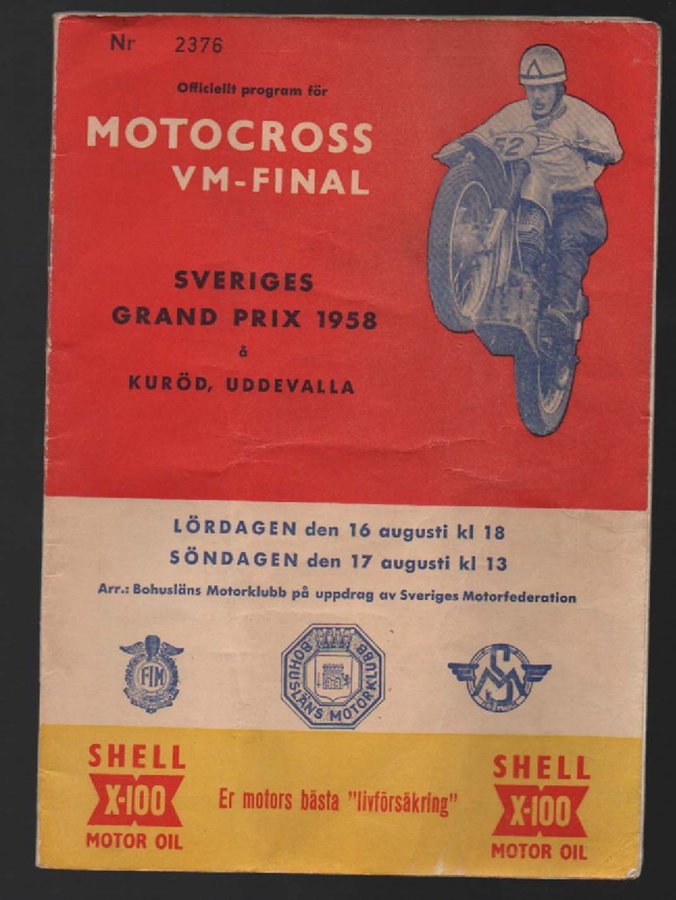 Nr 2376
Officiellt program för
MOTOCROSS
VM-FINAL
52
SVERIGES
GRAND PRIX 1958
å
KURÖD, UDDEVALLA
LÖRDAGEN den 16 augusti kl 18
SÖNDAGEN den 17 augusti kl 13
Arr.: Bohusläns Motorklubb på uppdrag av Sveriges Motorfederation
FIM
BOHUSLÄNS MOTORKLUBB
SHELL
X-100
MOTOR OIL
Er motors bästa "livförsäkring"
SHELL
X-100
MOTOR OIL